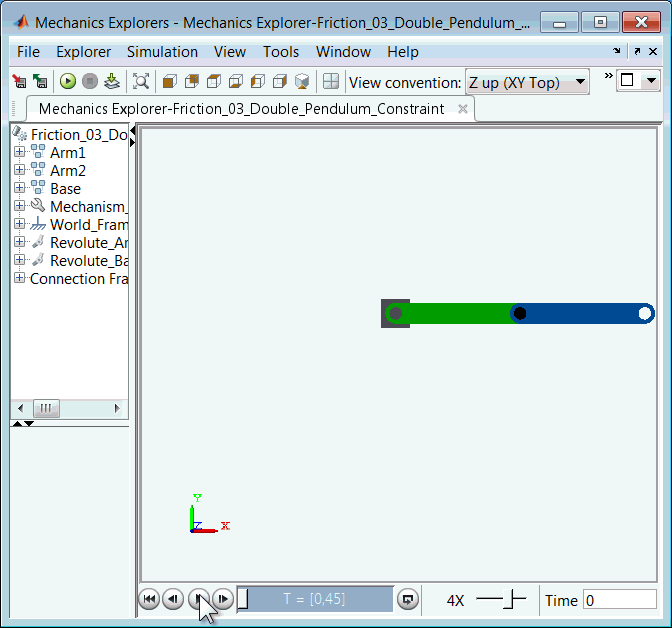 Mechanics Explorers - Mechanics Explorer-Friction_03_Double_Pendulum_...
File Explorer Simulation View Tools Window Help
View convention: Z up (XY Top)
Mechanics Explorer-Friction_03_Double_Pendulum_Constraint
Friction_03_Do
Arm1
Arm2
Base
Mechanism_
World_Fram
Revolute_Ar
Revolute_Ba
Connection Fra
Y
Z X
T = [0,45]
4X
Time 0